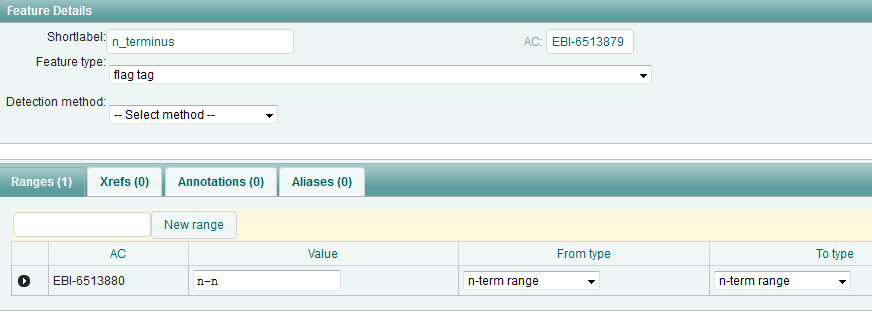 Feature Details
Shortlabel: n_terminus AC: EBI-6513879
Feature type: flag tag
Detection method: -- Select method --
Ranges (1) Xrefs (0) Annotations (0) Aliases (0)
New range
AC Value From type To type
EBI-6513880 n-n n-term range n-term range